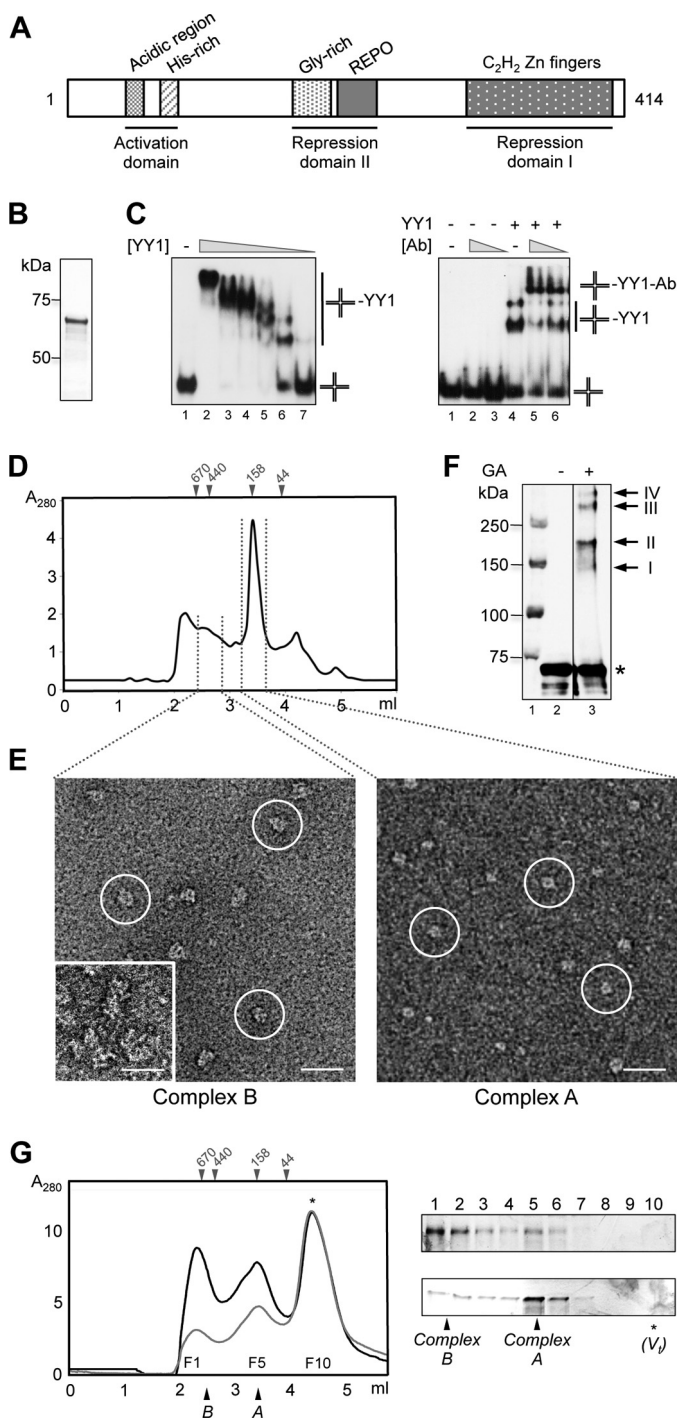 A
Acidic region
His-rich
Gly-rich
REPO
C₂H₂ Zn fingers
1
414
Activation domain
Repression domain II
Repression domain I
B
kDa
75
50
C
[YY1] -
-YY1
1 2 3 4 5 6 7
YY1 - - - + + +
[Ab] - -
-YY1-Ab
-YY1
1 2 3 4 5 6
D
670 440 158 44
A₂₈₀
4
3
2
1
0
0 1 2 3 4 5 ml
F
GA - +
kDa
IV
III
250
II
150
I
100
75
*
1 2 3
E
Complex B
Complex A
G
670 440 158 44
A₂₈₀
*
10
5
0
F1 F5 F10
0 1 2 3 4 5 ml
B A
1 2 3 4 5 6 7 8 9 10
Complex B
Complex A
*
(Vₜ)